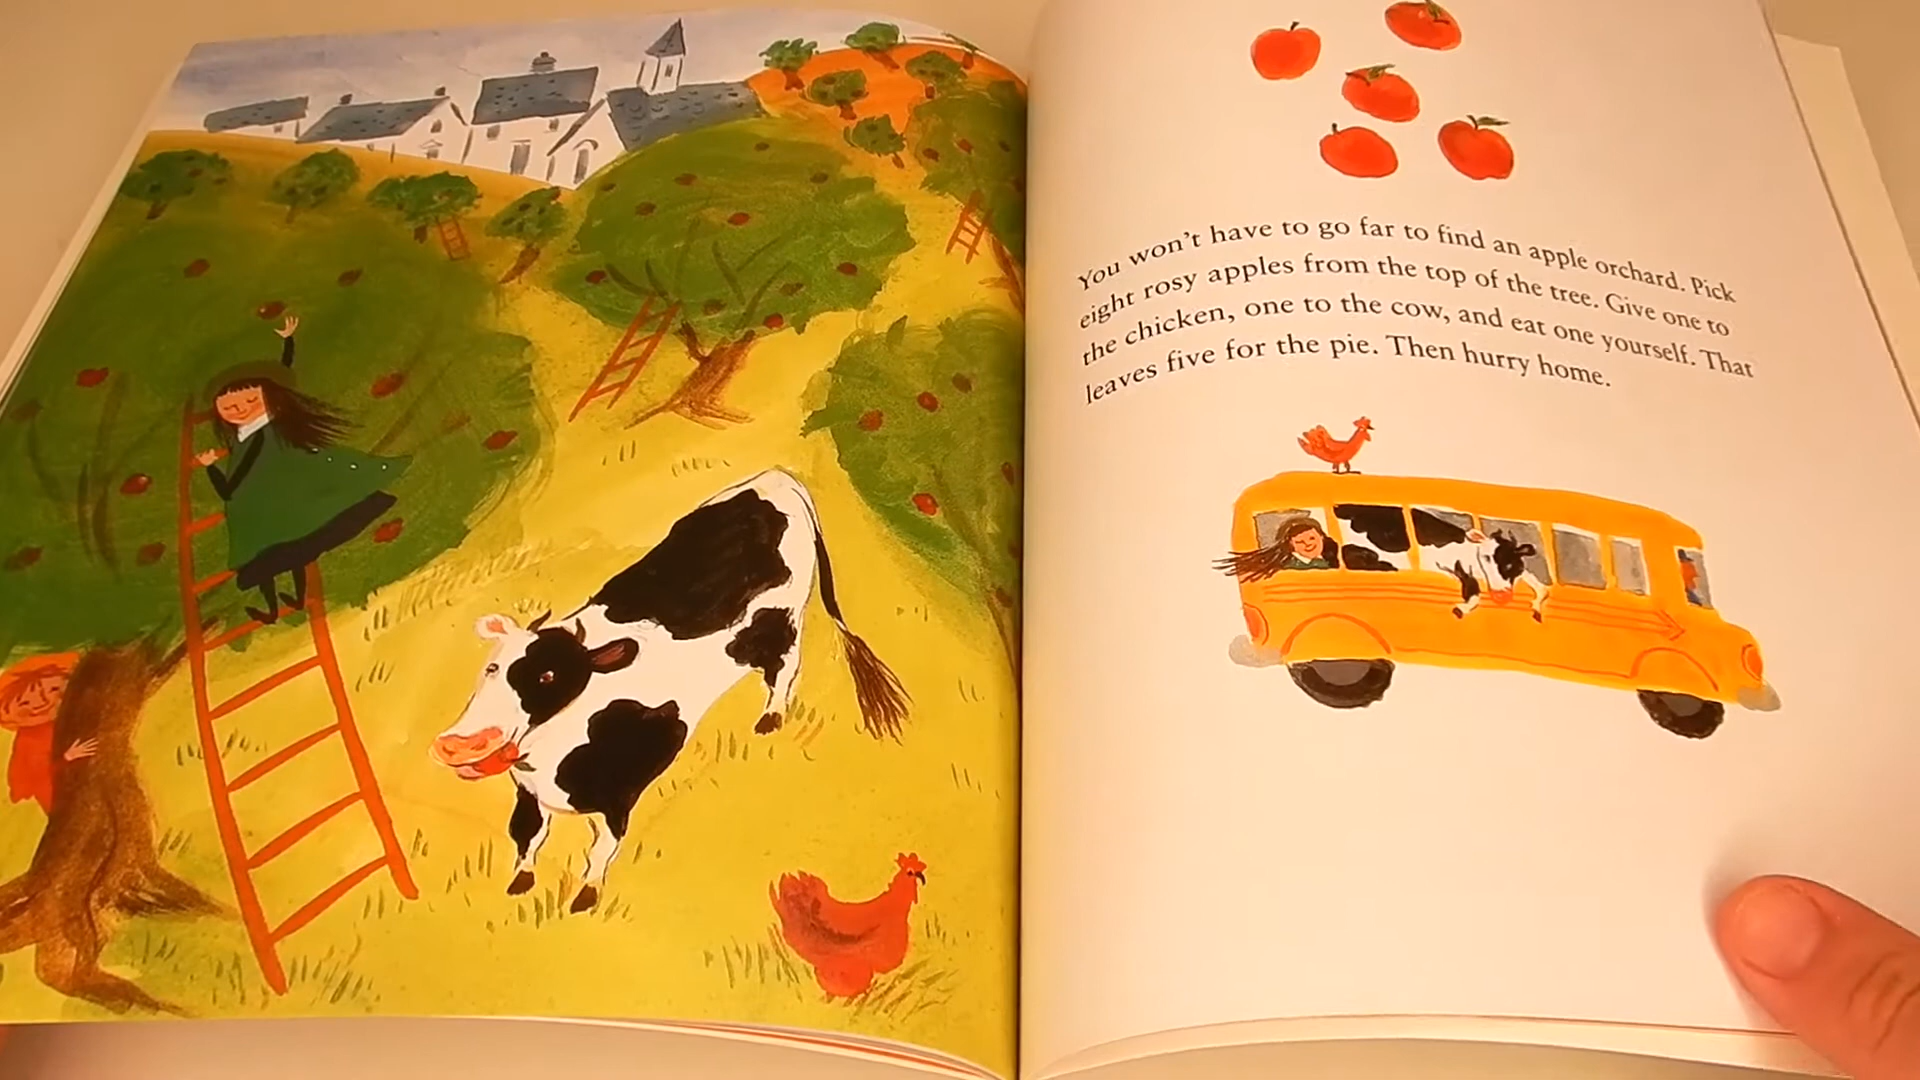 You won't have to go far to find an apple orchard. Pick
eight rosy apples from the top of the tree. Give one to
the chicken, one to the cow, and eat one yourself. That
leaves five for the pie. Then hurry home.